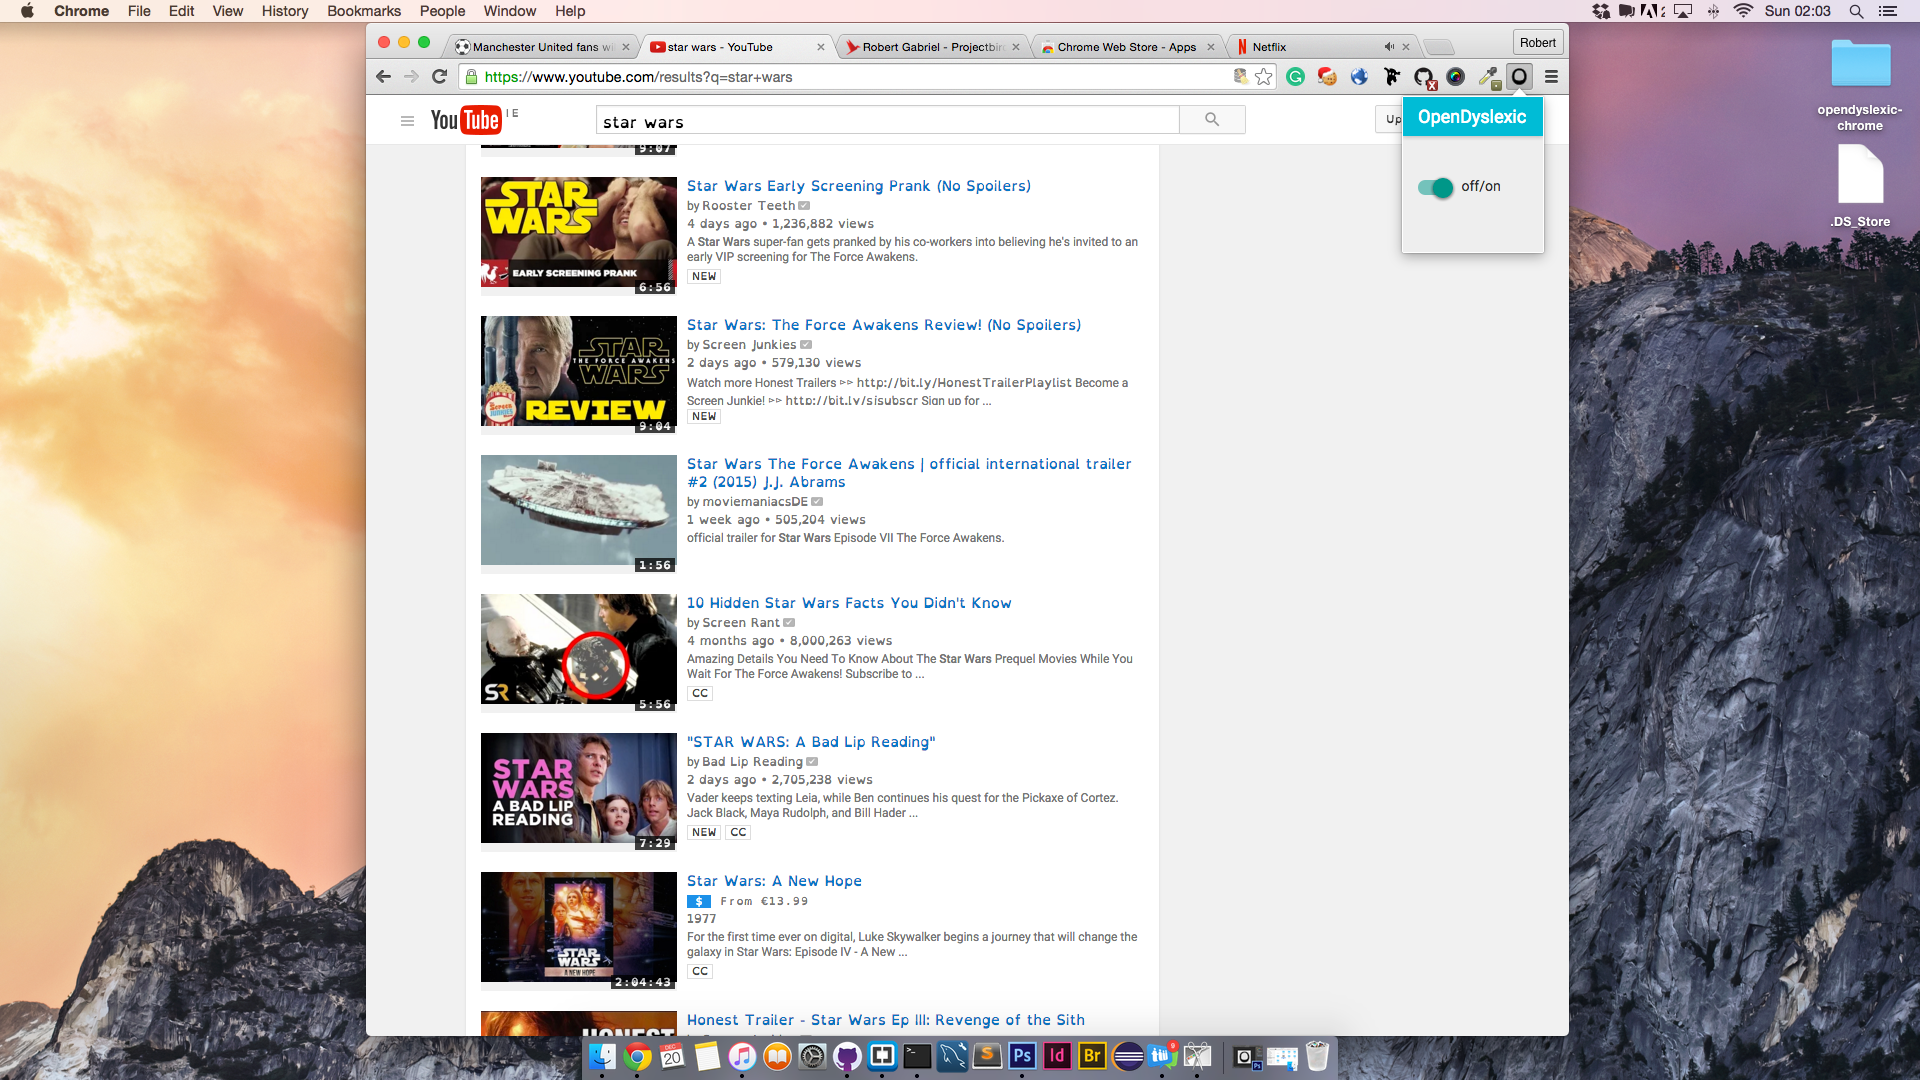 Chrome File Edit View History Bookmarks People Window Help
Sun 02:03
Manchester United fans wi
star wars - YouTube
Robert Gabriel - Projectbir
Chrome Web Store - Apps
Netflix
Robert
https://www.youtube.com/results?q=star+wars
YouTube IE
star wars
Up
OpenDyslexic
off/on
opendyslexic-
chrome
.DS_Store
9:07
STAR
WARS
EARLY SCREENING PRANK
6:56
Star Wars Early Screening Prank (No Spoilers)
by Rooster Teeth
4 days ago • 1,236,882 views
A Star Wars super-fan gets pranked by his co-workers into believing he's invited to an
early VIP screening for The Force Awakens.
NEW
STAR
THE FORCE AWAKENS
WARS
SCREEN
JUNKIES
REVIEW
9:04
Star Wars: The Force Awakens Review! (No Spoilers)
by Screen Junkies
2 days ago • 579,130 views
Watch more Honest Trailers ▻▻ http://bit.ly/HonestTrailerPlaylist Become a
Screen Junkie! ▻▻ http://bit.ly/sjsubscr Sign up for ...
NEW
1:56
Star Wars The Force Awakens | official international trailer
#2 (2015) J.J. Abrams
by moviemaniacsDE
1 week ago • 505,204 views
official trailer for Star Wars Episode VII The Force Awakens.
SR
5:56
10 Hidden Star Wars Facts You Didn't Know
by Screen Rant
4 months ago • 8,000,263 views
Amazing Details You Need To Know About The Star Wars Prequel Movies While You
Wait For The Force Awakens! Subscribe to ...
CC
STAR
WARS
A BAD LIP
READING
7:29
"STAR WARS: A Bad Lip Reading"
by Bad Lip Reading
2 days ago • 2,705,238 views
Vader keeps texting Leia, while Ben continues his quest for the Pickaxe of Cortez.
Jack Black, Maya Rudolph, and Bill Hader ...
NEW CC
STAR
WARS
A NEW HOPE
2:04:43
Star Wars: A New Hope
$ From €13.99
1977
For the first time ever on digital, Luke Skywalker begins a journey that will change the
galaxy in Star Wars: Episode IV - A New ...
CC
HONEST
Honest Trailer - Star Wars Ep III: Revenge of the Sith
DEC
20
Ps Id Br
9